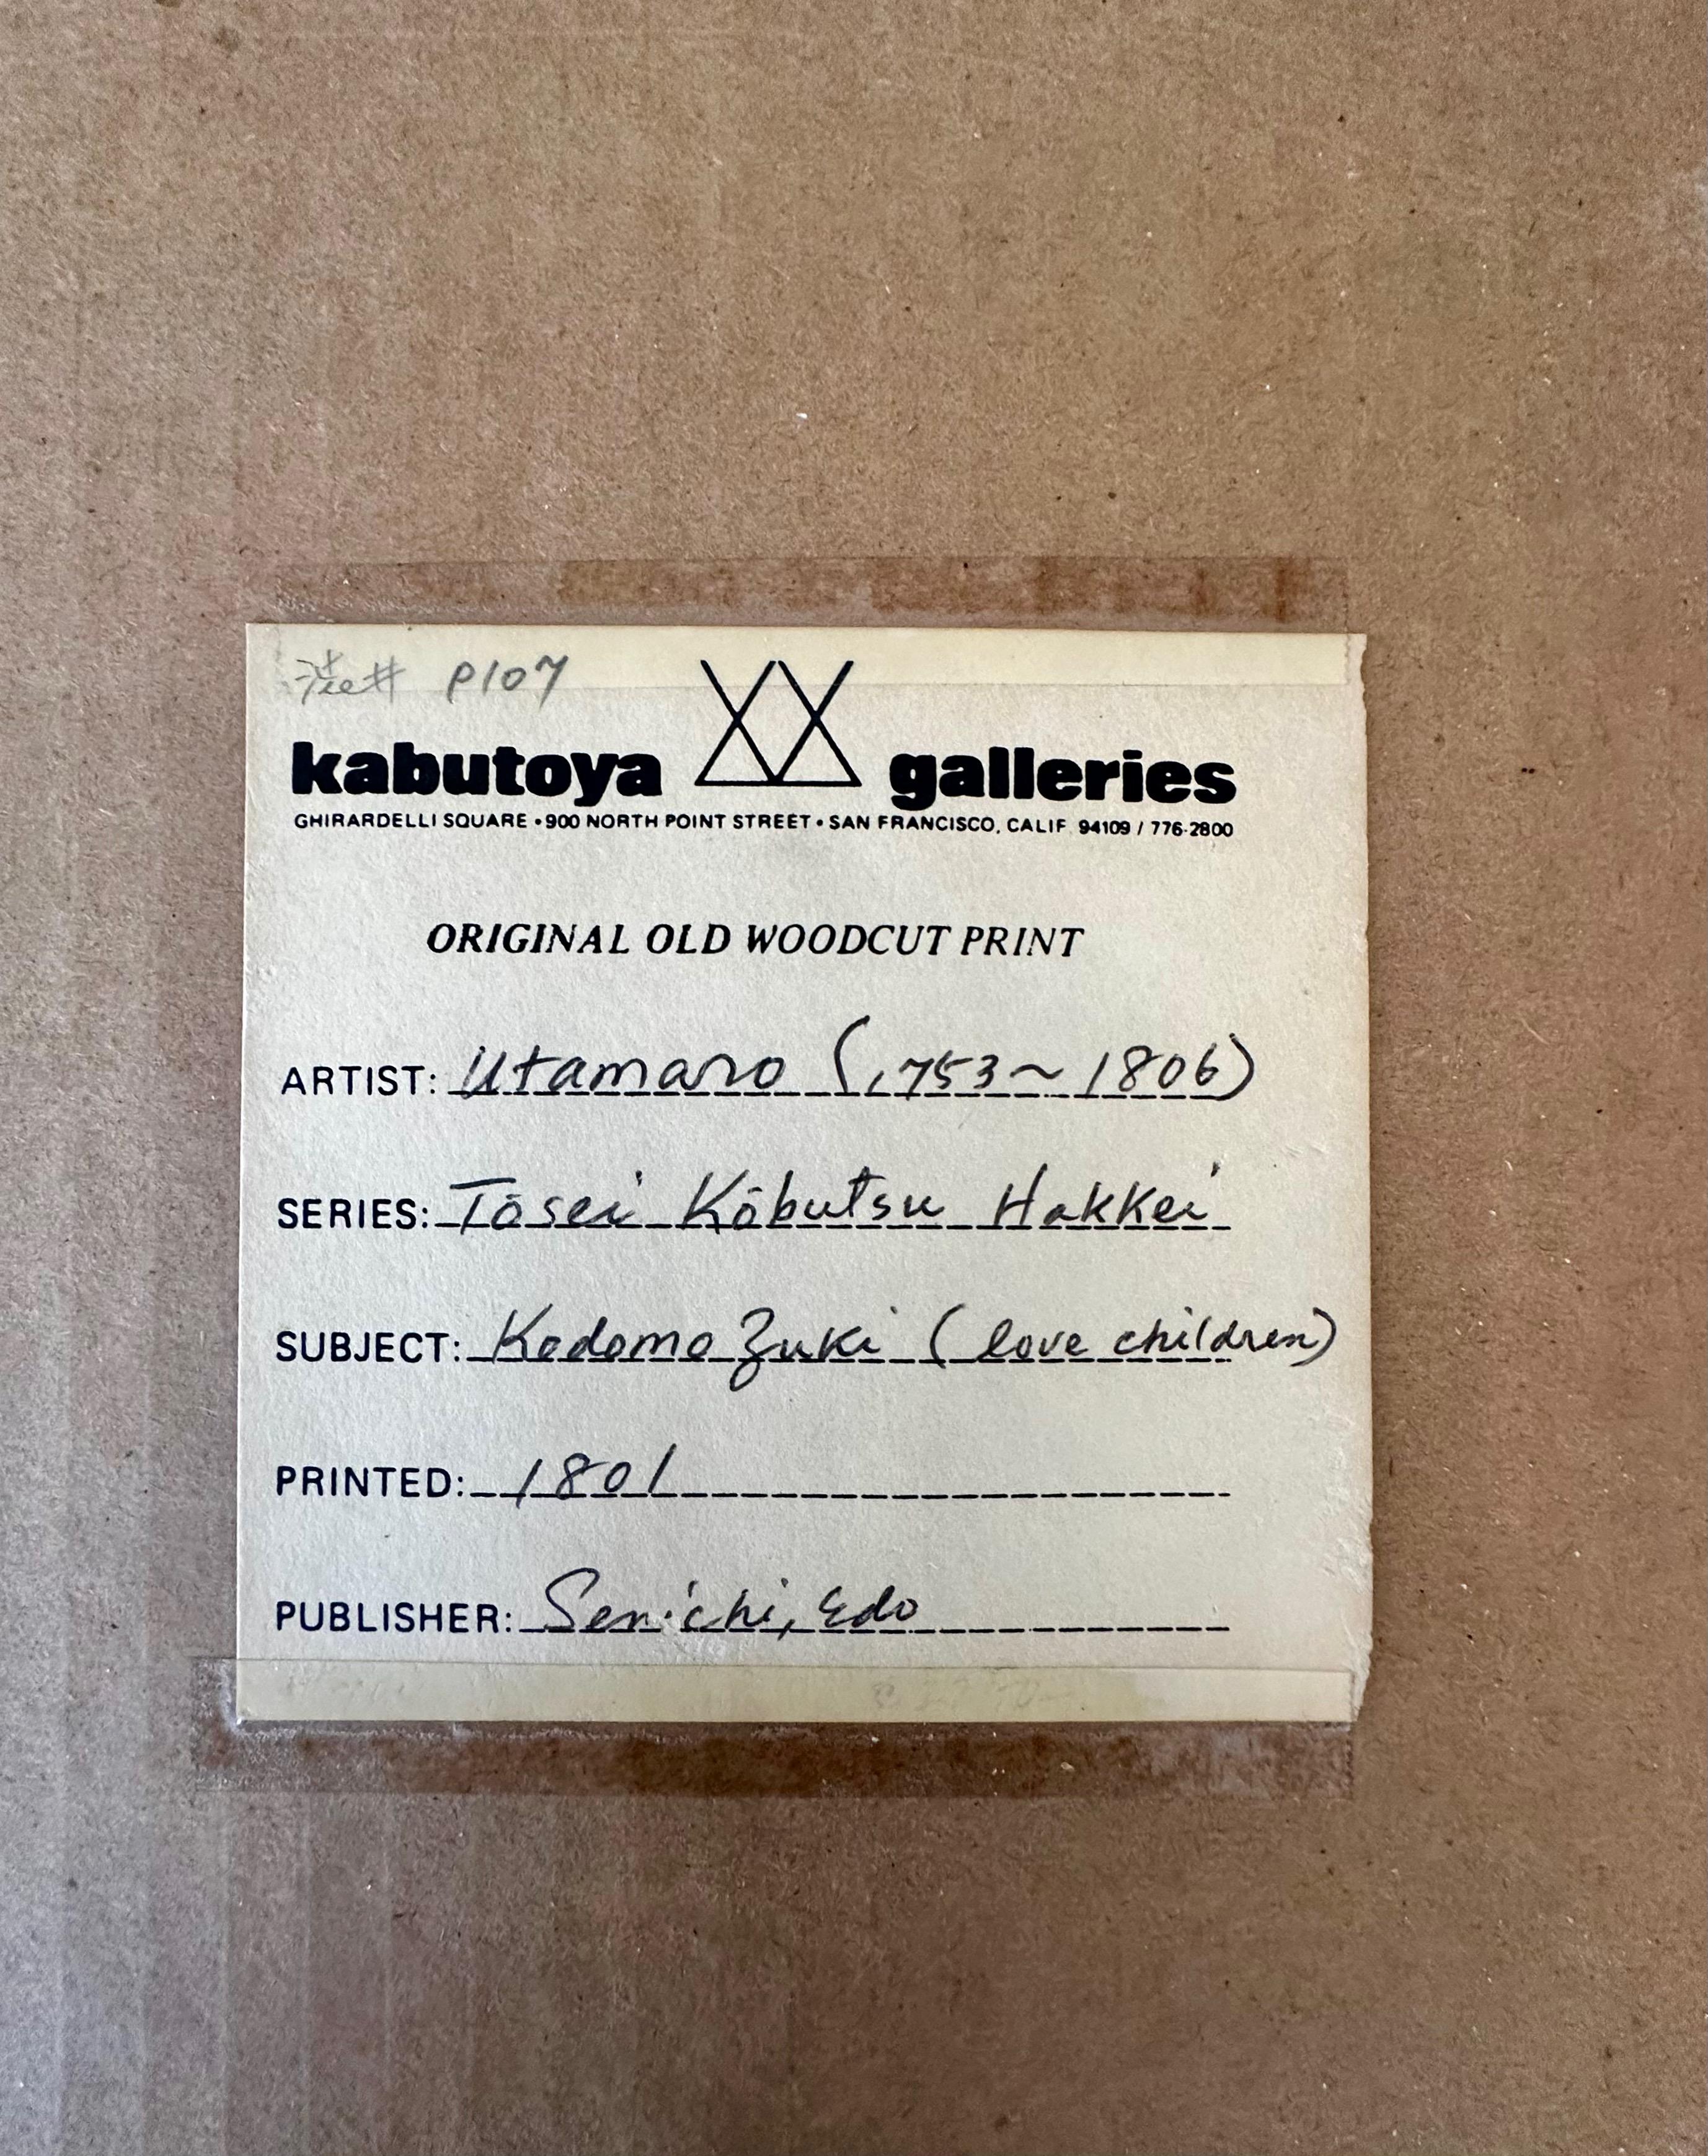 P107
kabutoya galleries
GHIRARDELLI SQUARE • 900 NORTH POINT STREET • SAN FRANCISCO, CALIF. 94109 / 776-2800
ORIGINAL OLD WOODCUT PRINT
ARTIST: Utamaro (1753~1806)
SERIES: Tōsei Kōbutsu Hakkei
SUBJECT: Kodomo Zuki (love children)
PRINTED: 1801
PUBLISHER: Sen-ichi, Edo